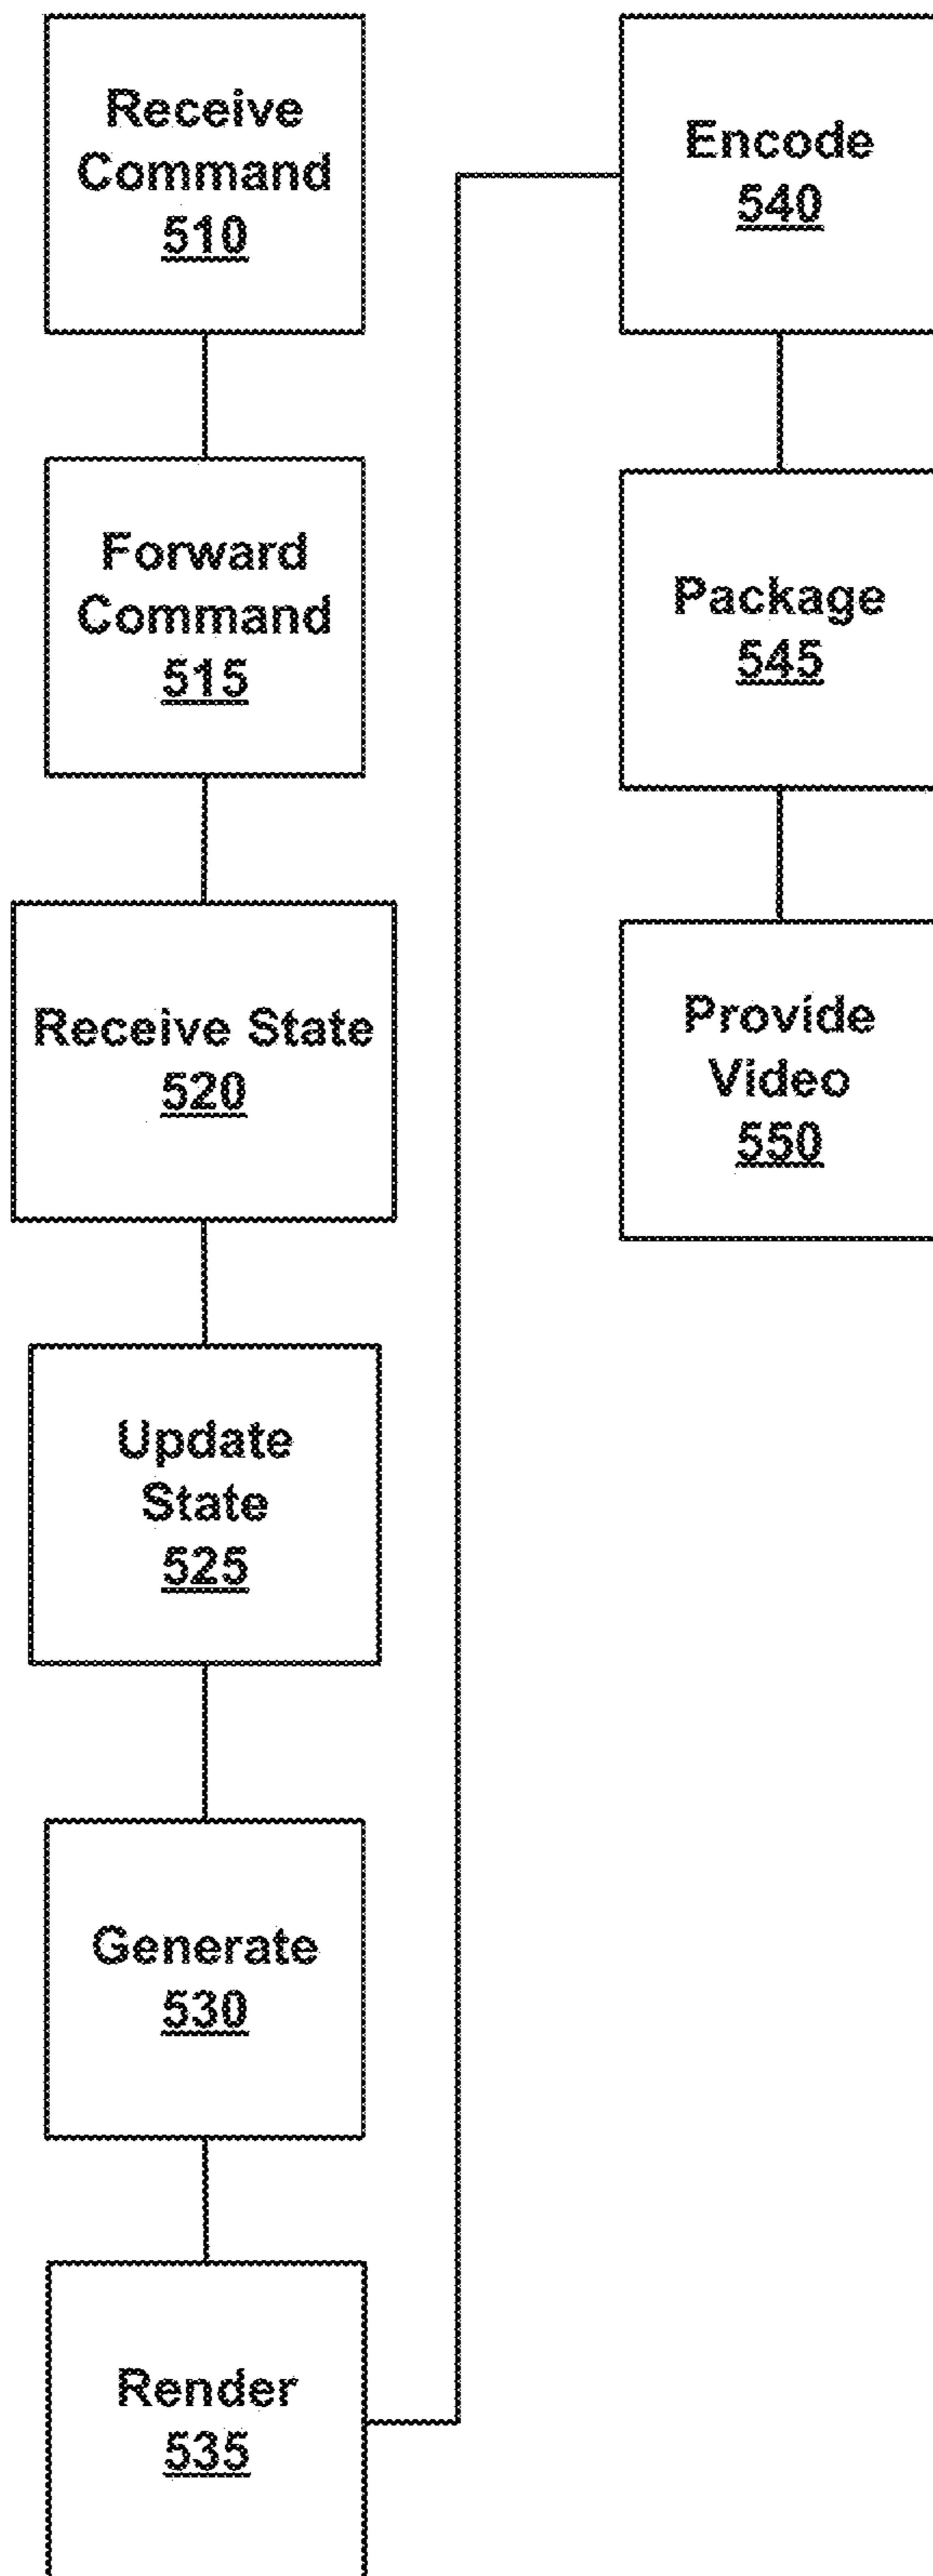 Receive
Command
510
Forward
Command
515
Receive State
520
Update
State
525
Generate
530
Render
535
Encode
540
Package
545
Provide
Video
550